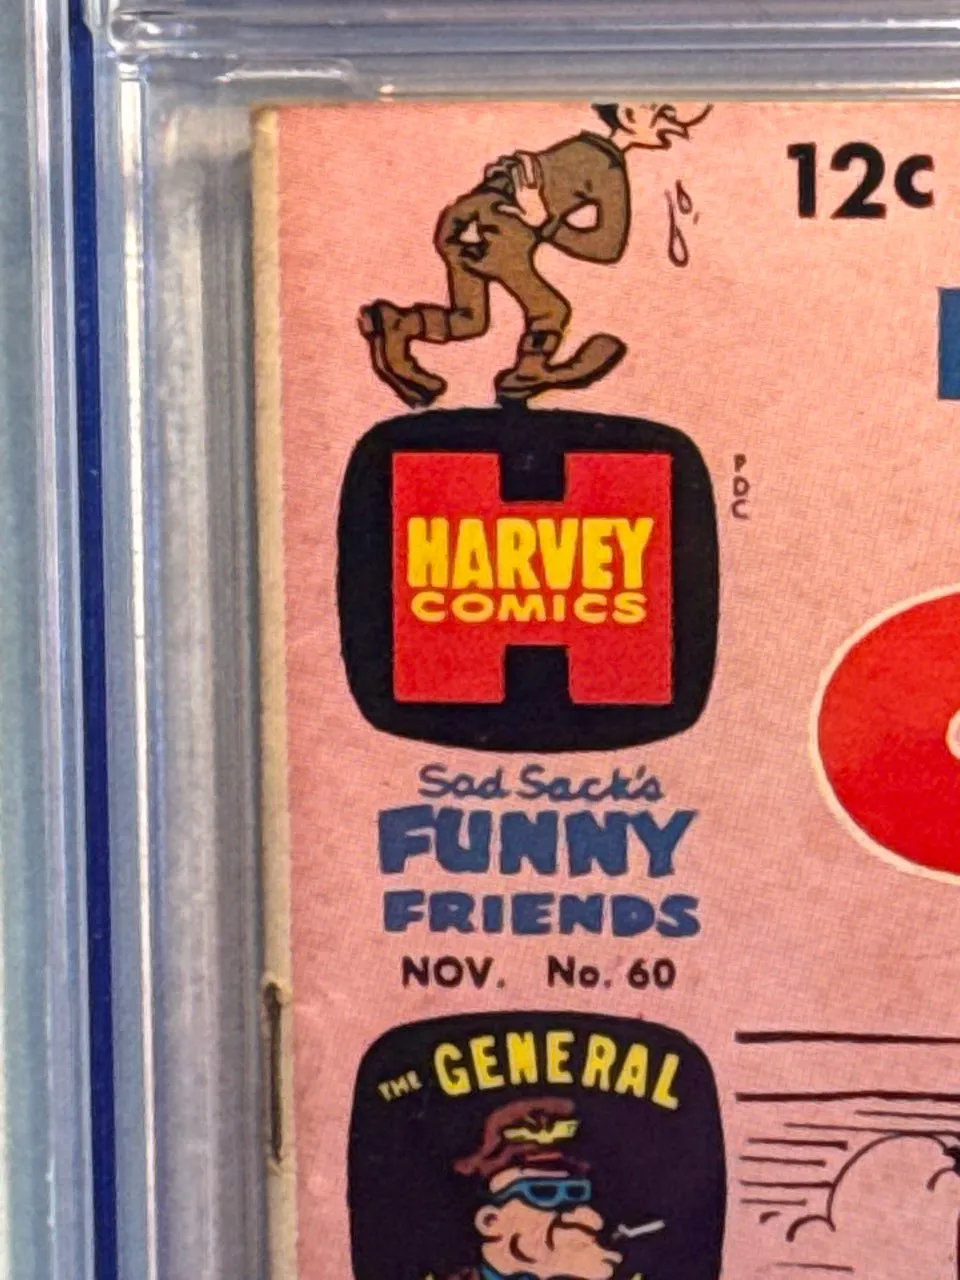 12c
PDC
HARVEY
COMICS
Sad Sack's
FUNNY
FRIENDS
NOV. No. 60
THE GENERAL